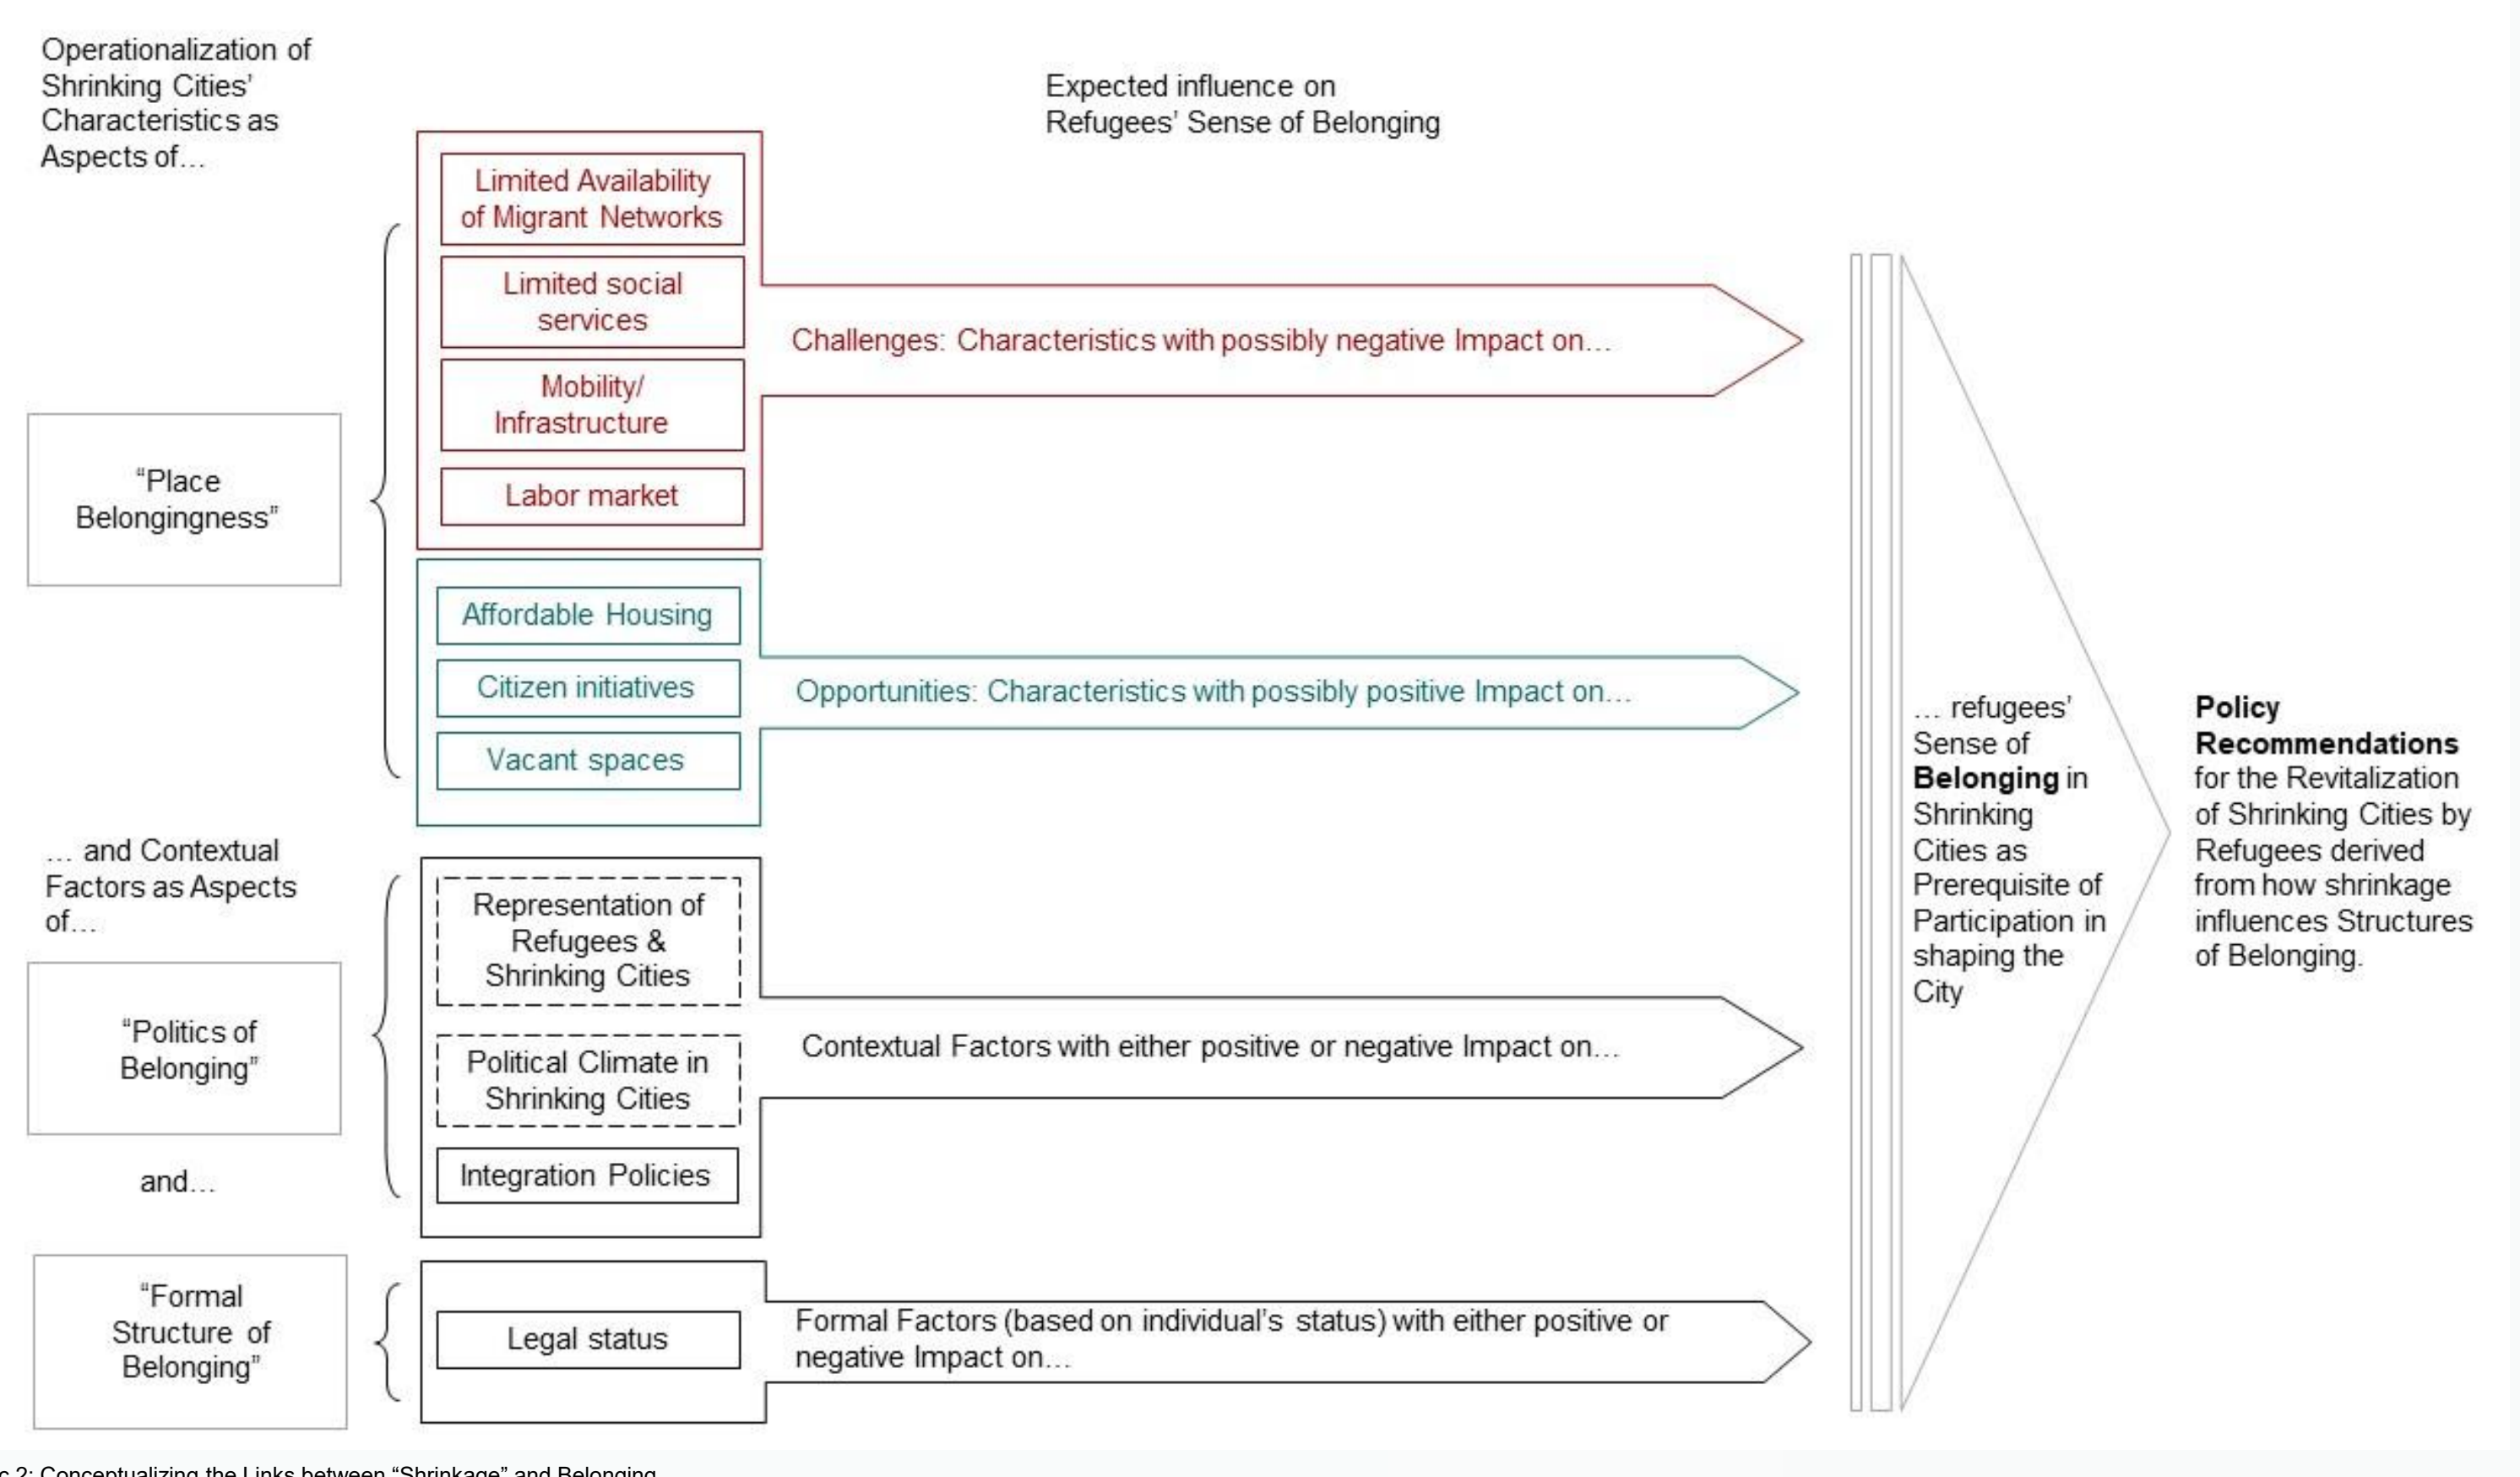 Operationalization of
Shrinking Cities’
Characteristics as
Aspects of…
Expected influence on
Refugees’ Sense of Belonging
Limited Availability
of Migrant Networks
Limited social
services
Mobility/
Infrastructure
Labor market
Challenges: Characteristics with possibly negative Impact on…
“Place
Belongingness”
Affordable Housing
Citizen initiatives
Vacant spaces
Opportunities: Characteristics with possibly positive Impact on…
… and Contextual
Factors as Aspects
of…
“Politics of
Belonging”
and…
Representation of
Refugees &
Shrinking Cities
Political Climate in
Shrinking Cities
Integration Policies
Contextual Factors with either positive or negative Impact on…
“Formal
Structure of
Belonging”
Legal status
Formal Factors (based on individual’s status) with either positive or
negative Impact on…
… refugees’
Sense of
Belonging in
Shrinking
Cities as
Prerequisite of
Participation in
shaping the
City
Policy
Recommendations
for the Revitalization
of Shrinking Cities by
Refugees derived
from how shrinkage
influences Structures
of Belonging.
2: Conceptualizing the Links between “Shrinkage” and Belonging